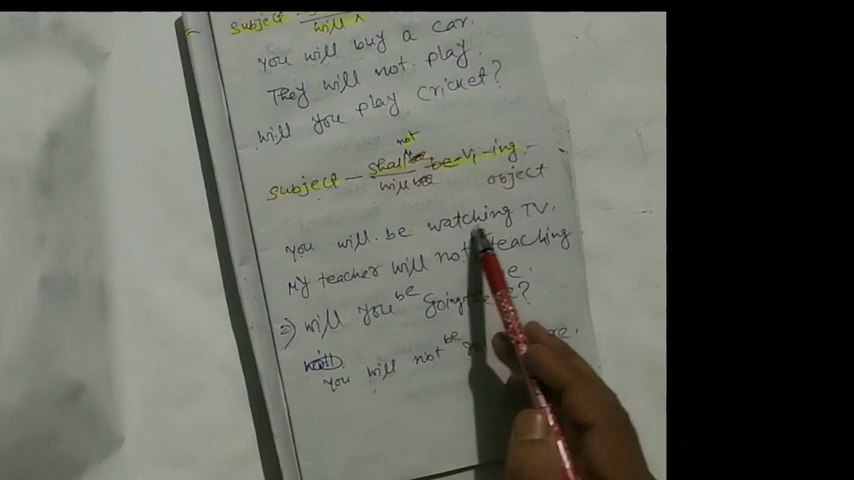 Subject - will
You will buy a car.
They will not play.
Will you play cricket?
not
Subject - shall be - V1 - ing -
will object
You will be watching TV.
My teacher will not teaching
⇒) will you be going ?
You will not be